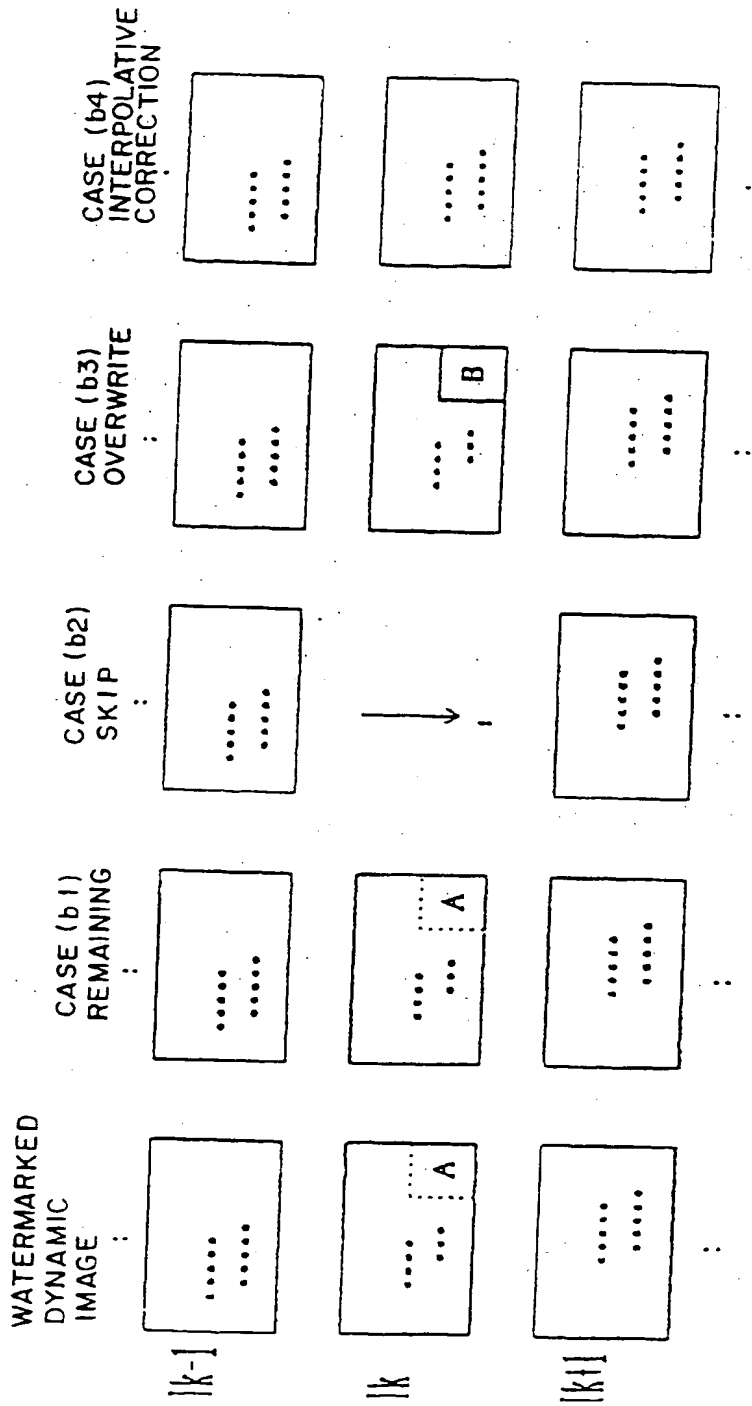 WATERMARKED
DYNAMIC
IMAGE
CASE (b1)
REMAINING
CASE (b2)
SKIP
CASE (b3)
OVERWRITE
CASE (b4)
INTERPOLATIVE
CORRECTION
Ik-1
Ik
A
A
B
Ik+1